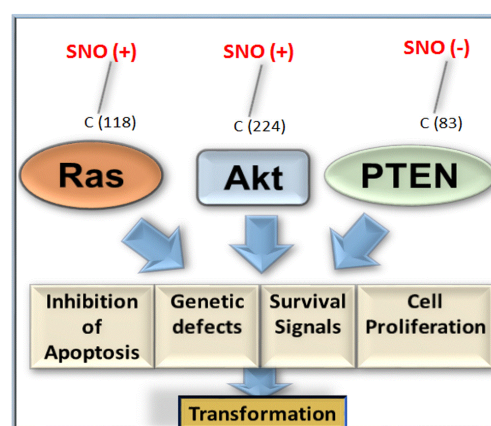 SNO (+) SNO (+) SNO (-)
C (118) C (224) C (83)
Ras Akt PTEN
Inhibition
of
Apoptosis
Genetic
defects
Survival
Signals
Cell
Proliferation
Transformation